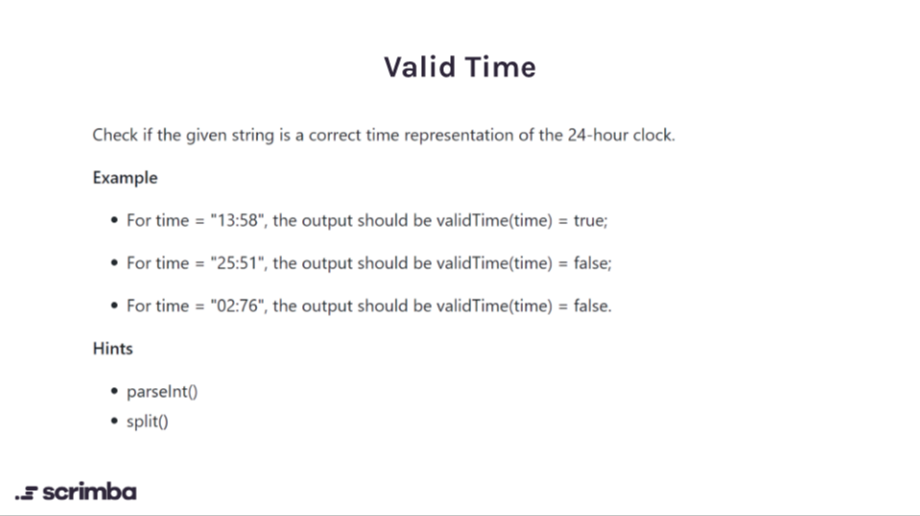 Valid Time
Check if the given string is a correct time representation of the 24-hour clock.
Example
• For time = "13:58", the output should be validTime(time) = true;
• For time = "25:51", the output should be validTime(time) = false;
• For time = "02:76", the output should be validTime(time) = false.
Hints
• parseInt()
• split()
scrimba